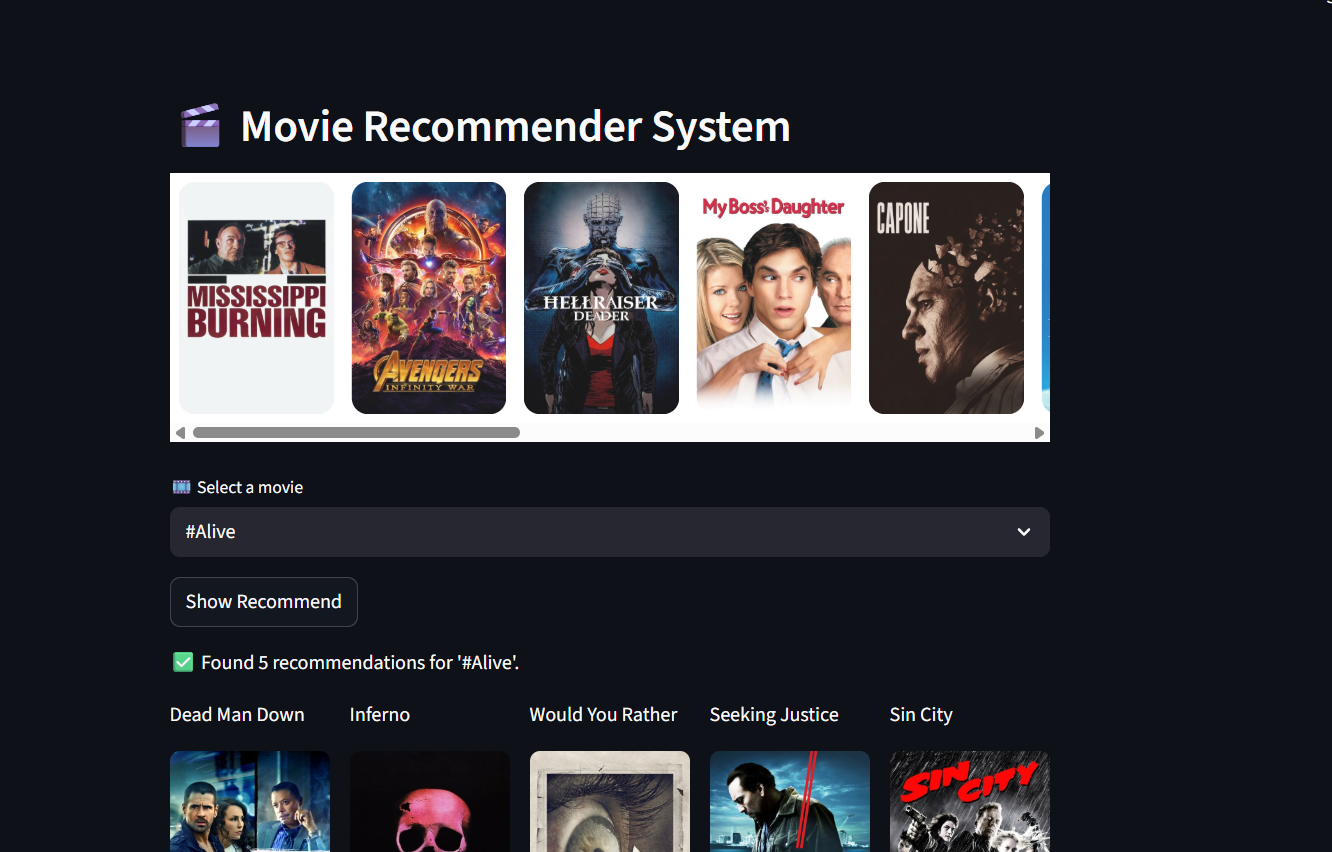 Movie Recommender System
MISSISSIPPI
BURNING
AVENGERS
INFINITY WAR
HELLRAISER
DEADER
My Boss's Daughter
CAPONE
Select a movie
#Alive
Show Recommend
Found 5 recommendations for '#Alive'.
Dead Man Down
Inferno
Would You Rather
Seeking Justice
Sin City
SIN CITY